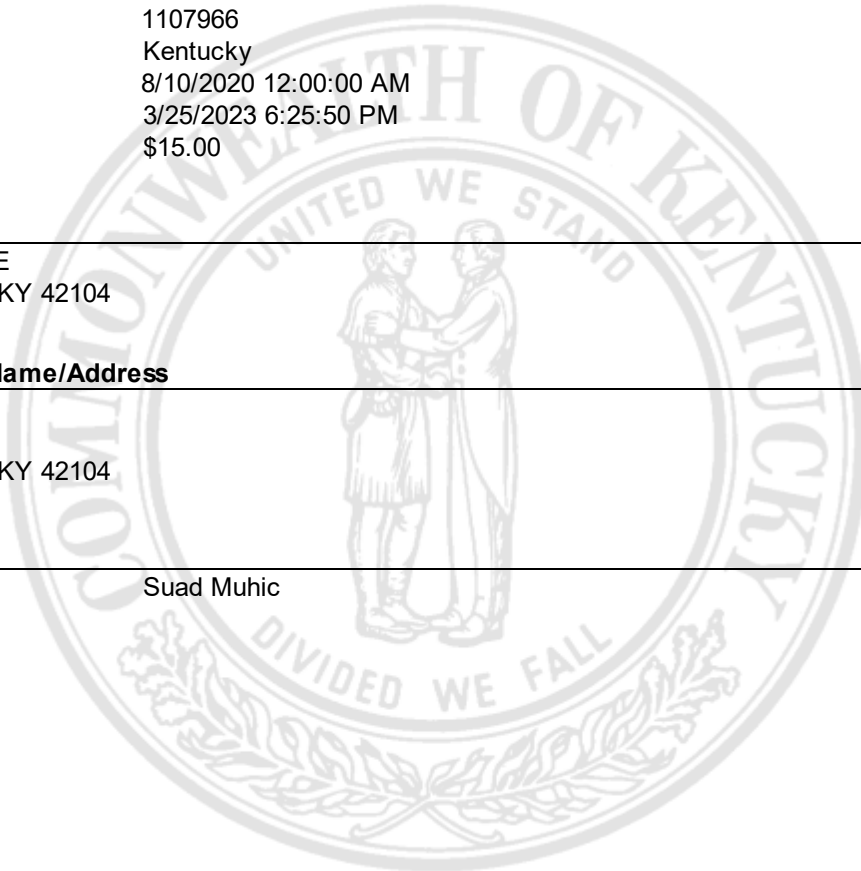 1107966
Kentucky
8/10/2020 12:00:00 AM
3/25/2023 6:25:50 PM
$15.00
E
KY 42104
ame/Address
KY 42104
Suad Muhic
COMMONWEALTH OF KENTUCKY
UNITED WE STAND
DIVIDED WE FALL